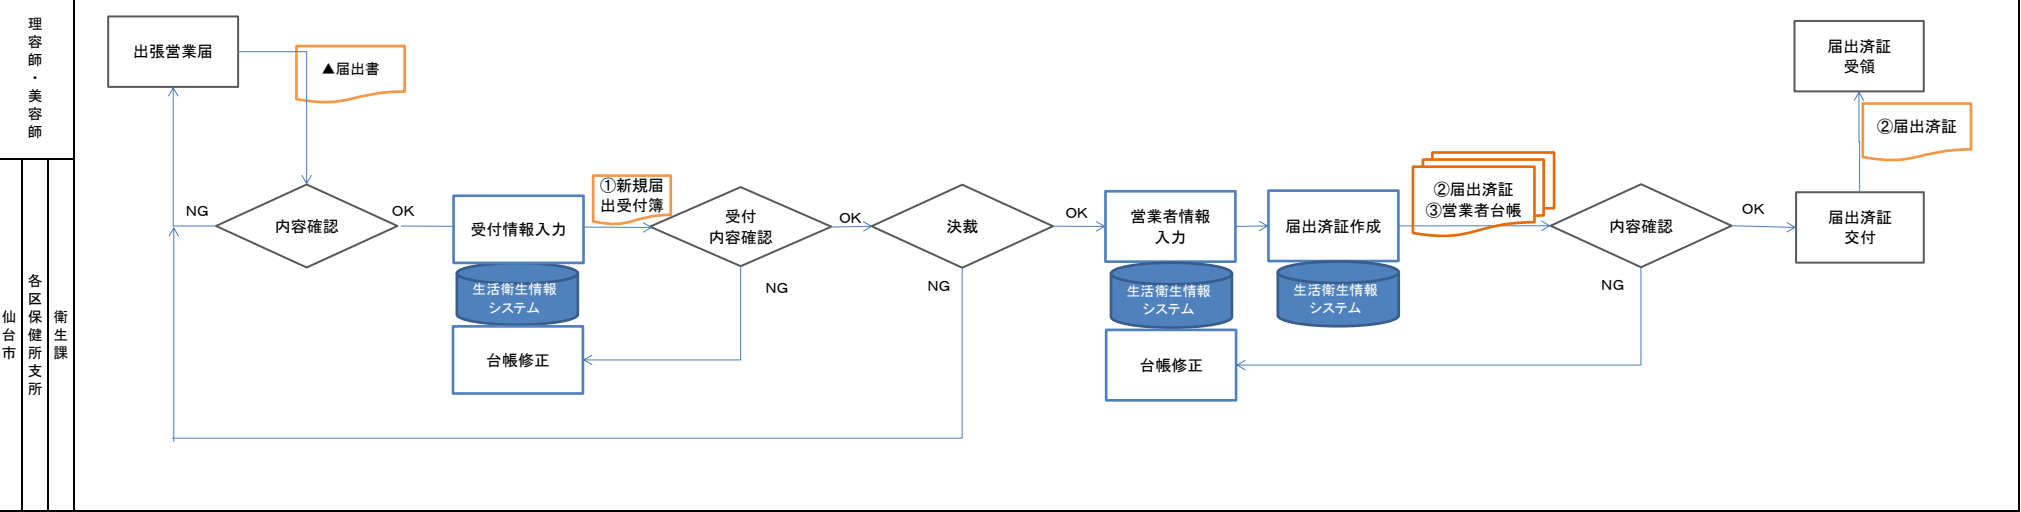 理容師・美容師
仙台市
各区保健所支所
衛生課
出張営業届
▲届出書
内容確認
NG
OK
受付情報入力
生活衛生情報
システム
台帳修正
①新規届
出受付簿
受付
内容確認
OK
NG
決裁
OK
NG
営業者情報
入力
生活衛生情報
システム
台帳修正
届出済証作成
生活衛生情報
システム
②届出済証
③営業者台帳
内容確認
OK
NG
届出済証
交付
②届出済証
届出済証
受領